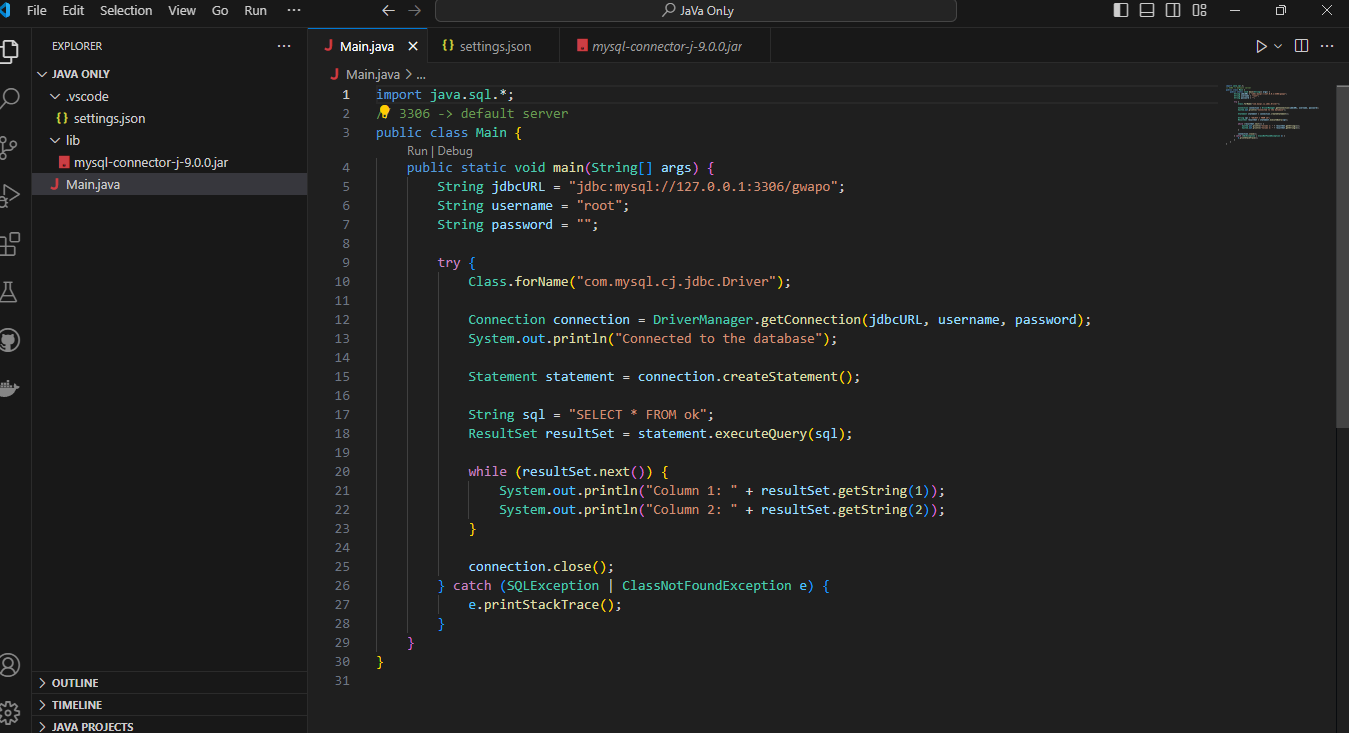 File Edit Selection View Go Run ··· ← → JaVa Only
EXPLORER ···
JAVA ONLY
.vscode
{} settings.json
lib
mysql-connector-j-9.0.0.jar
J Main.java
OUTLINE
TIMELINE
JAVA PROJECTS
J Main.java × {} settings.json mysql-connector-j-9.0.0.jar
J Main.java > ...
1 import java.sql.*;
2 3306 -> default server
3 public class Main {
Run | Debug
4 public static void main(String[] args) {
5 String jdbcURL = "jdbc:mysql://127.0.0.1:3306/gwapo";
6 String username = "root";
7 String password = "";
8
9 try {
10 Class.forName("com.mysql.cj.jdbc.Driver");
11
12 Connection connection = DriverManager.getConnection(jdbcURL, username, password);
13 System.out.println("Connected to the database");
14
15 Statement statement = connection.createStatement();
16
17 String sql = "SELECT * FROM ok";
18 ResultSet resultSet = statement.executeQuery(sql);
19
20 while (resultSet.next()) {
21 System.out.println("Column 1: " + resultSet.getString(1));
22 System.out.println("Column 2: " + resultSet.getString(2));
23 }
24
25 connection.close();
26 } catch (SQLException | ClassNotFoundException e) {
27 e.printStackTrace();
28 }
29 }
30 }
31